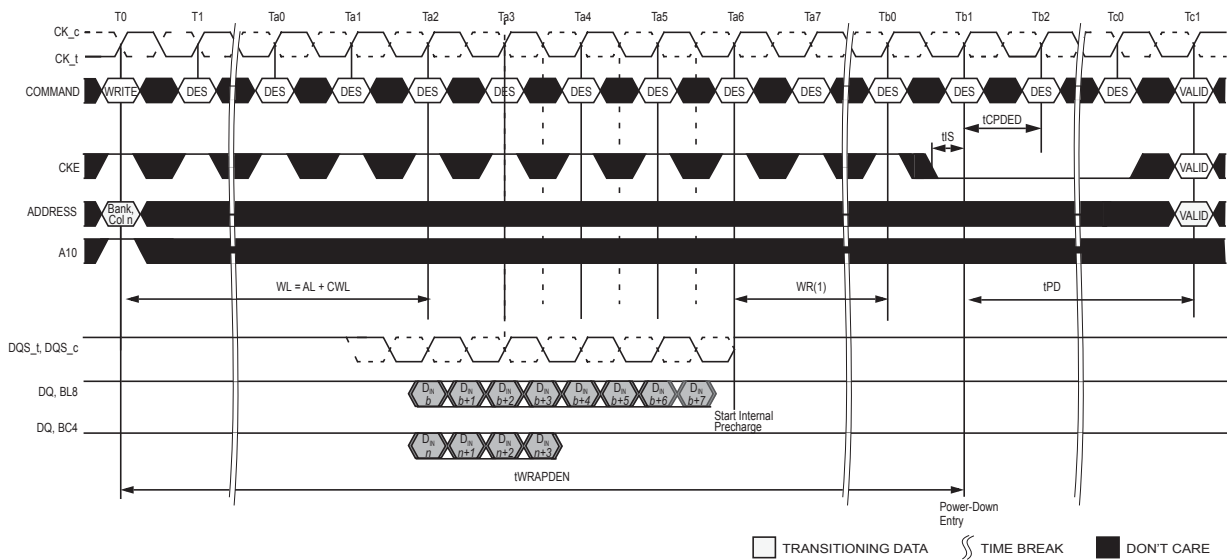 T0 T1 Ta0 Ta1 Ta2 Ta3 Ta4 Ta5 Ta6 Ta7 Tb0 Tb1 Tb2 Tc0 Tc1
CK_c
CK_t
COMMAND WRITE DES DES DES DES DES DES DES DES DES DES DES DES DES VALID
tCPDED
tIS
CKE VALID
ADDRESS Bank, Col n VALID
A10
WL = AL + CWL WR(1) tPD
DQS_t, DQS_c
DQ, BL8 DIN b DIN b+1 DIN b+2 DIN b+3 DIN b+4 DIN b+5 DIN b+6 DIN b+7
Start Internal
Precharge
DQ, BC4 DIN n DIN n+1 DIN n+2 DIN n+3
tWRAPDEN
Power-Down
Entry
TRANSITIONING DATA TIME BREAK DON'T CARE